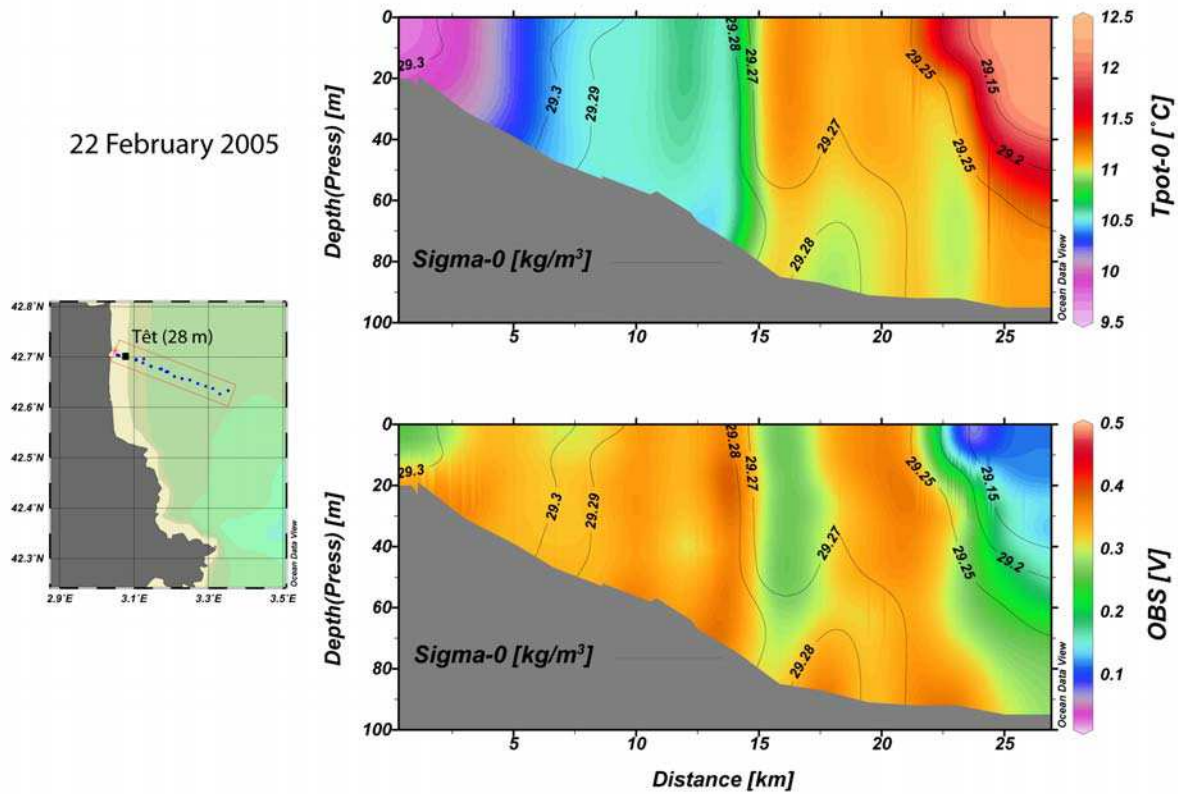 22 February 2005
Têt (28 m)
42.8˚N
42.7˚N
42.6˚N
42.5˚N
42.4˚N
42.3˚N
2.9˚E
3.1˚E
3.3˚E
3.5˚E
Ocean Data View
Depth(Press) [m]
0
20
40
60
80
100
29.3
29.3
29.29
29.28
29.27
29.27
29.28
29.25
29.25
29.15
29.2
Sigma-0 [kg/m³]
Ocean Data View
12.5
12
11.5
11
10.5
10
9.5
Tpot-0 [˚C]
Depth(Press) [m]
0
20
40
60
80
100
29.3
29.3
29.29
29.28
29.27
29.27
29.28
29.25
29.25
29.15
29.2
Sigma-0 [kg/m³]
Ocean Data View
0.5
0.4
0.3
0.2
0.1
OBS [V]
5
10
15
20
25
5
10
15
20
25
Distance [km]